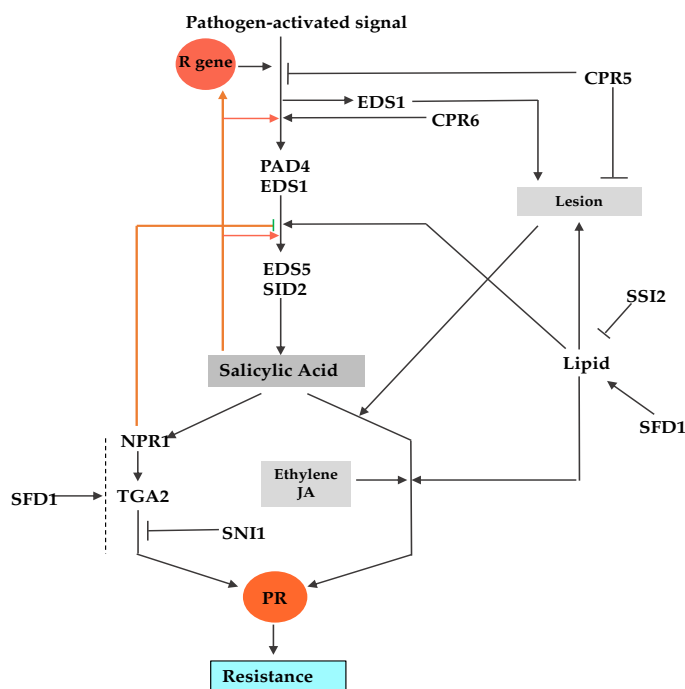 Pathogen-activated signal
R gene
CPR5
EDS1
CPR6
PAD4
EDS1
Lesion
EDS5
SID2
SSI2
Salicylic Acid
Lipid
SFD1
NPR1
Ethylene
JA
SFD1
TGA2
SNI1
PR
Resistance